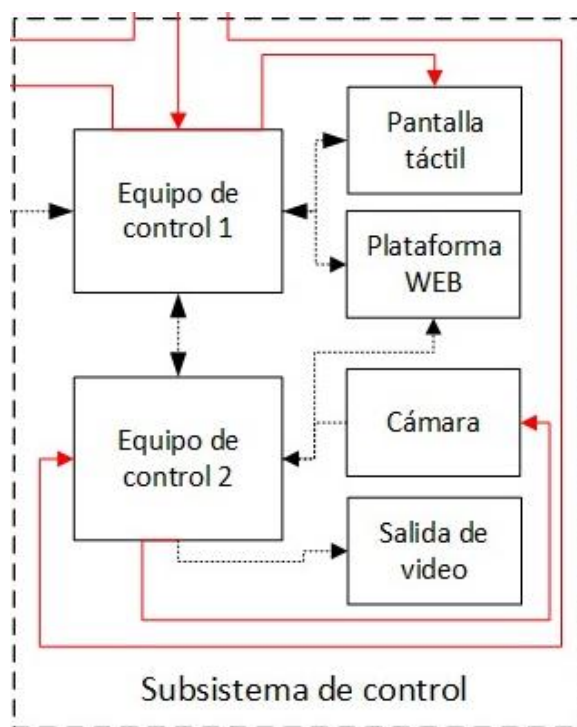 Pantalla
táctil
Equipo de
control 1
Plataforma
WEB
Equipo de
control 2
Cámara
Salida de
video
Subsistema de control